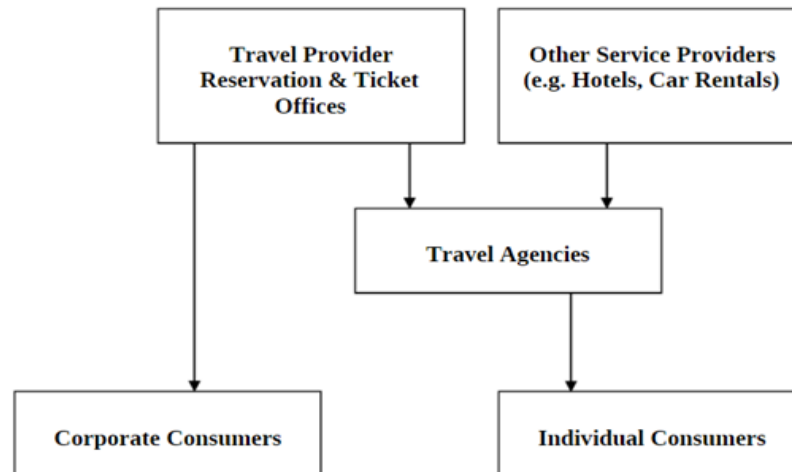 Travel Provider
Reservation & Ticket
Offices
Other Service Providers
(e.g. Hotels, Car Rentals)
Travel Agencies
Corporate Consumers
Individual Consumers